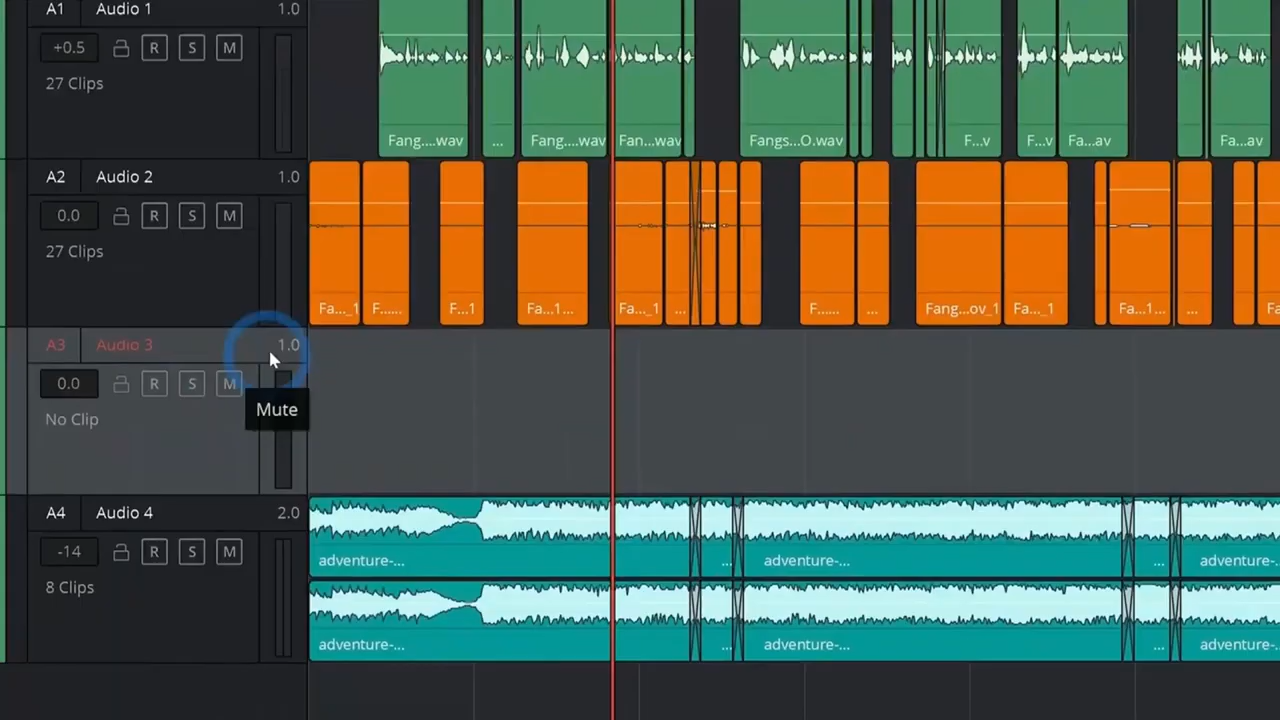 A1 Audio 1 1.0
+0.5 R S M
27 Clips
Fang....wav ... Fang....wav Fan...wav Fangs...O.wav F...v F...v Fa...av Fa...av
A2 Audio 2 1.0
0.0 R S M
27 Clips
Fa..._1 F...... F...1 Fa...1... Fa..._1 ... F...... ... Fang...ov_1 Fa..._1 Fa...1... ... Fa
A3 Audio 3 1.0
0.0 R S M
Mute
No Clip
A4 Audio 4 2.0
-14 R S M
8 Clips
adventure-... ... adventure-... ... adventure-...
adventure-... ... adventure-... ... adventure-...